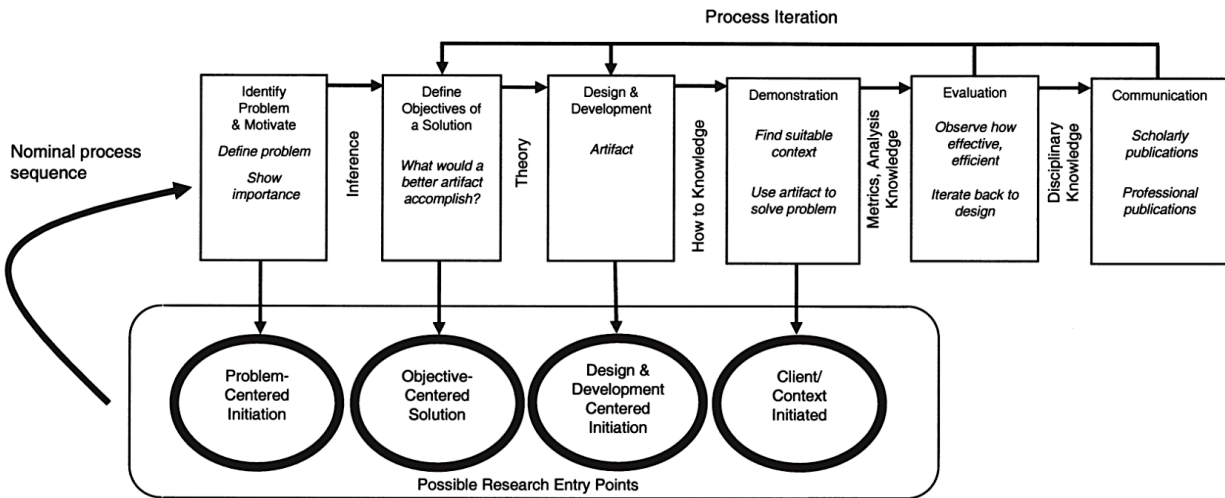 Process Iteration
Nominal process
sequence
Identify
Problem
& Motivate
Define problem
Show
importance
Inference
Define
Objectives of
a Solution
What would a
better artifact
accomplish?
Theory
Design &
Development
Artifact
How to Knowledge
Demonstration
Find suitable
context
Use artifact to
solve problem
Metrics, Analysis
Knowledge
Evaluation
Observe how
effective,
efficient
Iterate back to
design
Disciplinary
Knowledge
Communication
Scholarly
publications
Professional
publications
Problem-
Centered
Initiation
Objective-
Centered
Solution
Design &
Development
Centered
Initiation
Client/
Context
Initiated
Possible Research Entry Points